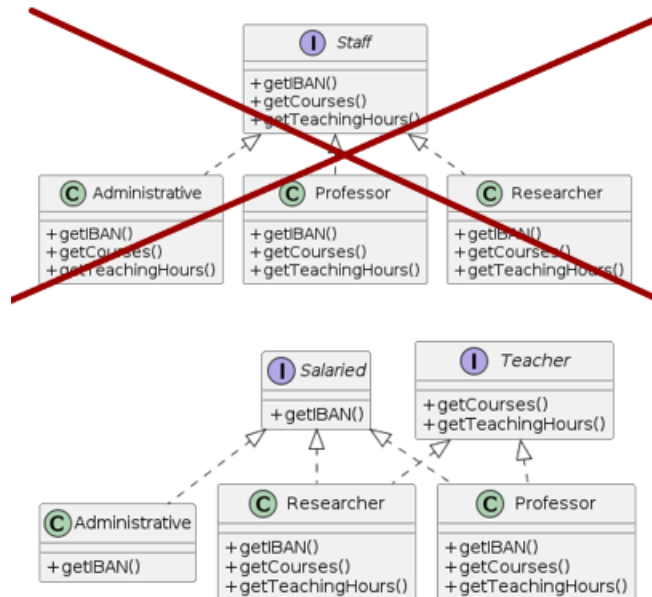 I Staff
+getIBAN()
+getCourses()
+getTeachingHours()
C Administrative
+getIBAN()
+getCourses()
+getTeachingHours()
C Professor
+getIBAN()
+getCourses()
+getTeachingHours()
C Researcher
+getIBAN()
+getCourses()
+getTeachingHours()
I Salaried
+getIBAN()
I Teacher
+getCourses()
+getTeachingHours()
C Administrative
+getIBAN()
C Researcher
+getIBAN()
+getCourses()
+getTeachingHours()
C Professor
+getIBAN()
+getCourses()
+getTeachingHours()